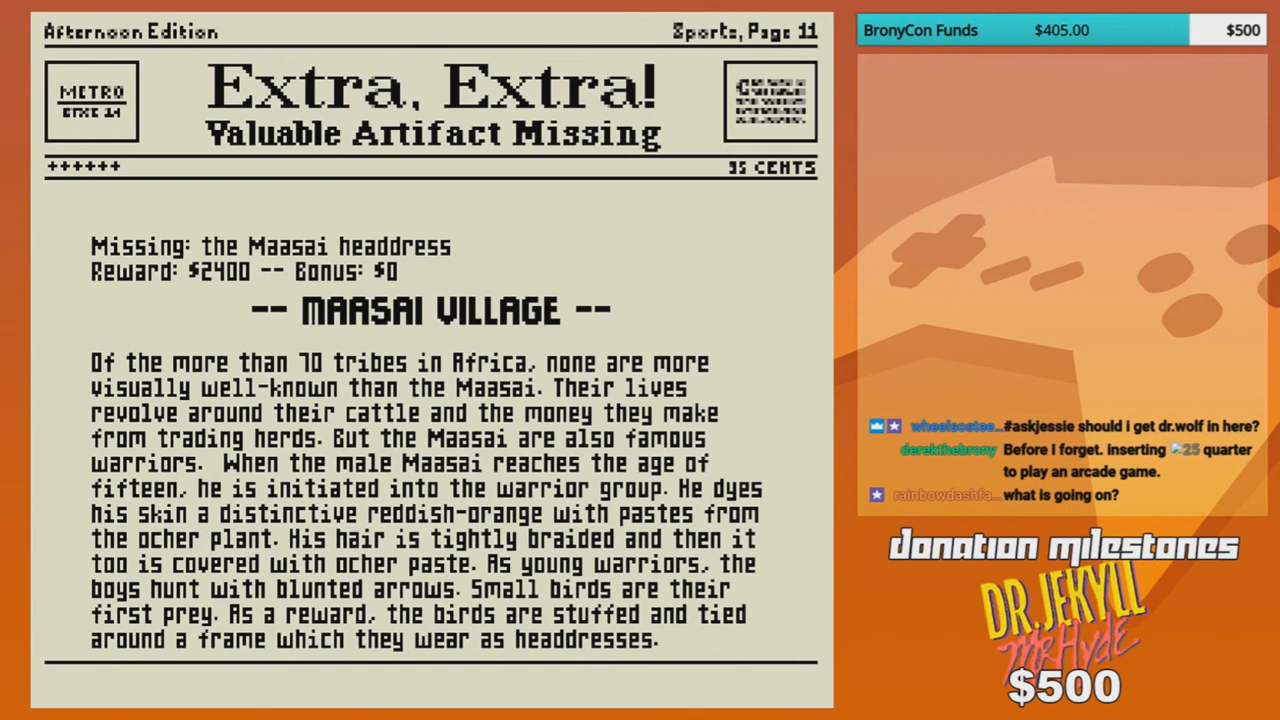 Afternoon Edition
Sports, Page 11
METRO
Extra, Extra!
Valuable Artifact Missing
++++++
35 CENTS
Missing: the Maasai headdress
Reward: $2400 -- Bonus: $0
-- MAASAI VILLAGE --
Of the more than 70 tribes in Africa, none are more
visually well-known than the Maasai. Their lives
revolve around their cattle and the money they make
from trading herds. But the Maasai are also famous
warriors. When the male Maasai reaches the age of
fifteen, he is initiated into the warrior group. He dyes
his skin a distinctive reddish-orange with pastes from
the ocher plant. His hair is tightly braided and then it
too is covered with ocher paste. As young warriors, the
boys hunt with blunted arrows. Small birds are their
first prey. As a reward, the birds are stuffed and tied
around a frame which they wear as headdresses.
BronyCon Funds $405.00 $500
wheelsostee... #askjessie should i get dr.wolf in here?
derekthebrony Before I forget. inserting 25 quarter
to play an arcade game.
rainbowdashfa... what is going on?
donation milestones
DR. JEKYLL
Mr. Hyde
$500